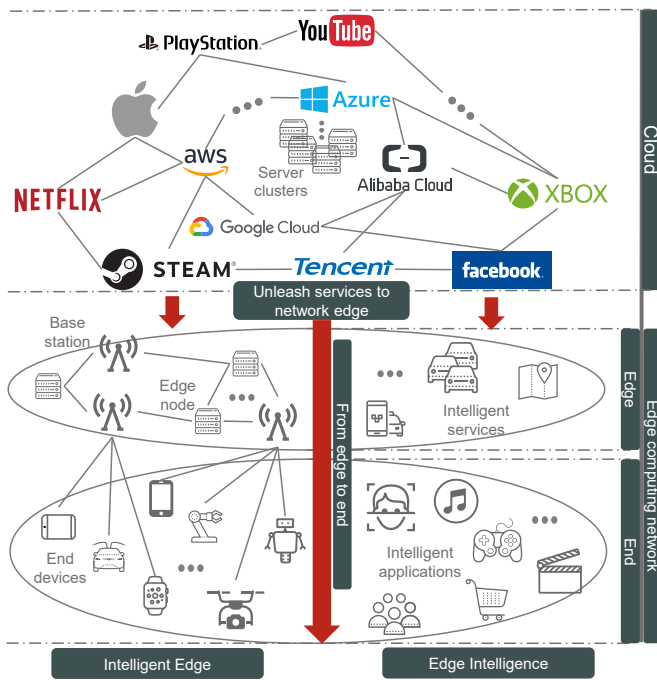 PlayStation.
YouTube
Azure
aws
Server
clusters
Alibaba Cloud
NETFLIX
XBOX
Google Cloud
STEAM®
Tencent
facebook.
Cloud
Unleash services to
network edge
Base
station
Edge
node
From edge to end
Intelligent
services
Edge
Edge computing network
End
devices
Intelligent
applications
End
Intelligent Edge
Edge Intelligence